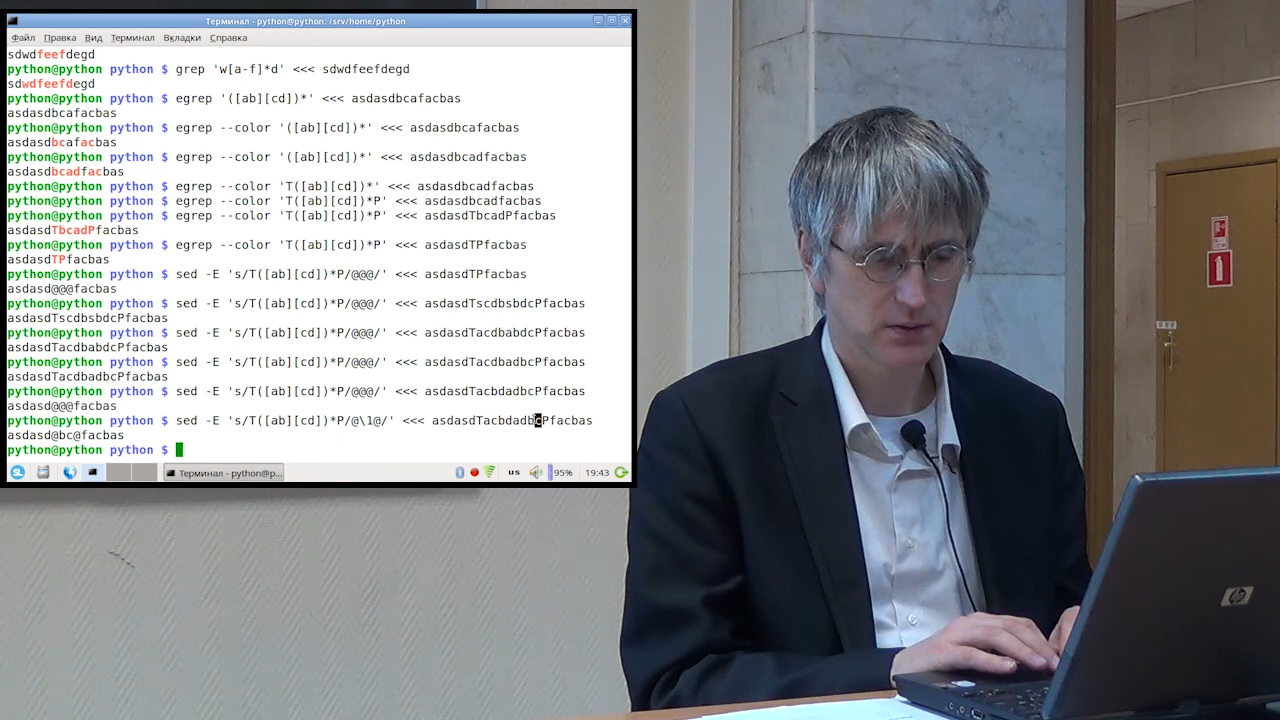 Терминал - python@python: /srv/home/python
Файл Правка Вид Терминал Вкладки Справка
sdwdfeefdegd
python@python python $ grep 'w[a-f]*d' <<< sdwdfeefdegd
sdwdfeefdegd
python@python python $ egrep '([ab][cd])*' <<< asdasdbcafacbas
asdasdbcafacbas
python@python python $ egrep --color '([ab][cd])*' <<< asdasdbcafacbas
asdasdbcafacbas
python@python python $ egrep --color '([ab][cd])*' <<< asdasdbcadfacbas
asdasdbcadfacbas
python@python python $ egrep --color 'T([ab][cd])*' <<< asdasdbcadfacbas
python@python python $ egrep --color 'T([ab][cd])*P' <<< asdasdbcadfacbas
python@python python $ egrep --color 'T([ab][cd])*P' <<< asdasdTbcadPfacbas
asdasdTbcadPfacbas
python@python python $ egrep --color 'T([ab][cd])*P' <<< asdasdTPfacbas
asdasdTPfacbas
python@python python $ sed -E 's/T([ab][cd])*P/@@@/' <<< asdasdTPfacbas
asdasd@@@facbas
python@python python $ sed -E 's/T([ab][cd])*P/@@@/' <<< asdasdTscdbsbdcPfacbas
asdasdTscdbsbdcPfacbas
python@python python $ sed -E 's/T([ab][cd])*P/@@@/' <<< asdasdTacdbabdcPfacbas
asdasdTacdbabdcPfacbas
python@python python $ sed -E 's/T([ab][cd])*P/@@@/' <<< asdasdTacdbadbcPfacbas
asdasdTacdbadbcPfacbas
python@python python $ sed -E 's/T([ab][cd])*P/@@@/' <<< asdasdTacbdadbcPfacbas
asdasd@@@facbas
python@python python $ sed -E 's/T([ab][cd])*P/@\1@/' <<< asdasdTacbdadbcPfacbas
asdasd@bc@facbas
python@python python $
Терминал - python@p... us 95% 19:43
hp